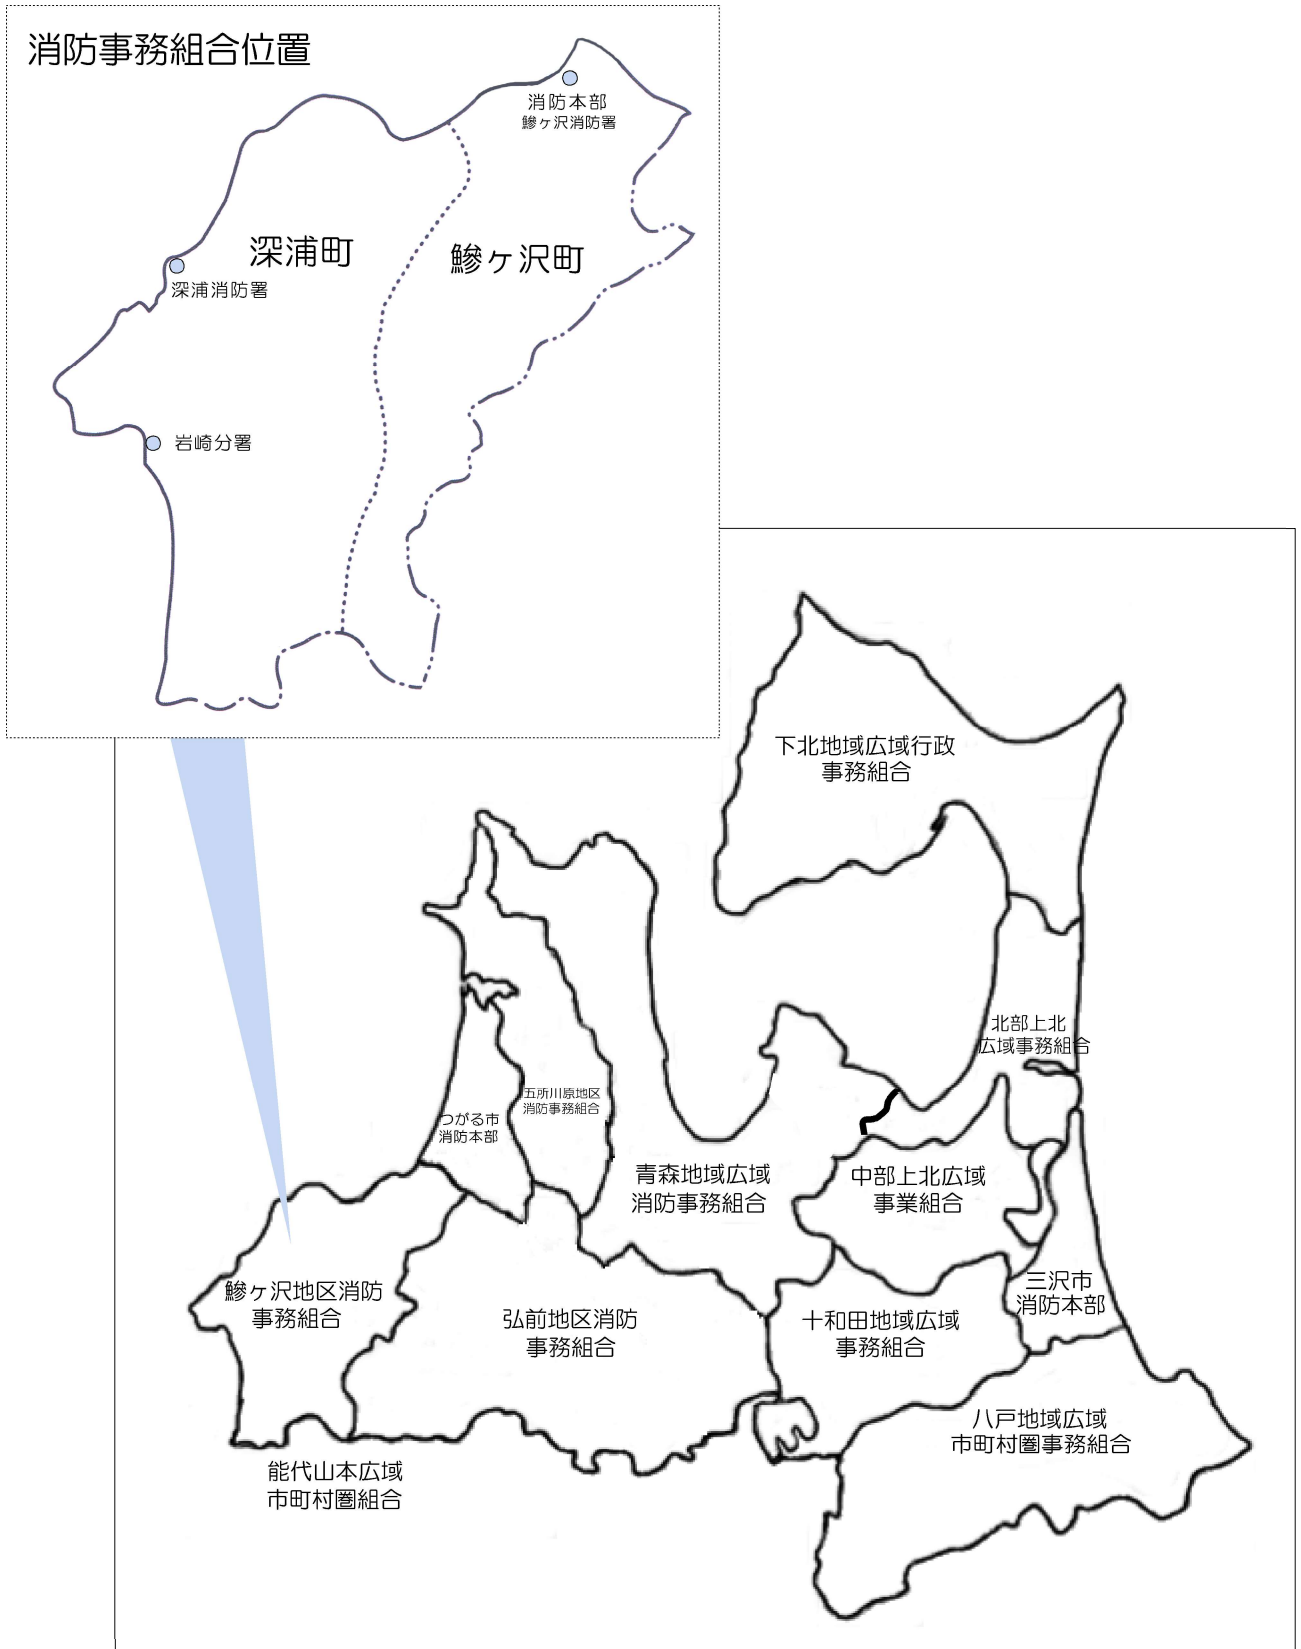 消防事務組合位置
消防本部
鰺ヶ沢消防署
深浦町
鰺ヶ沢町
深浦消防署
岩崎分署
下北地域広域行政
事務組合
北部上北
広域事務組合
五所川原地区
消防事務組合
つがる市
消防本部
青森地域広域
消防事務組合
中部上北広域
事業組合
鰺ヶ沢地区消防
事務組合
弘前地区消防
事務組合
十和田地域広域
事務組合
三沢市
消防本部
八戸地域広域
市町村圏事務組合
能代山本広域
市町村圏組合